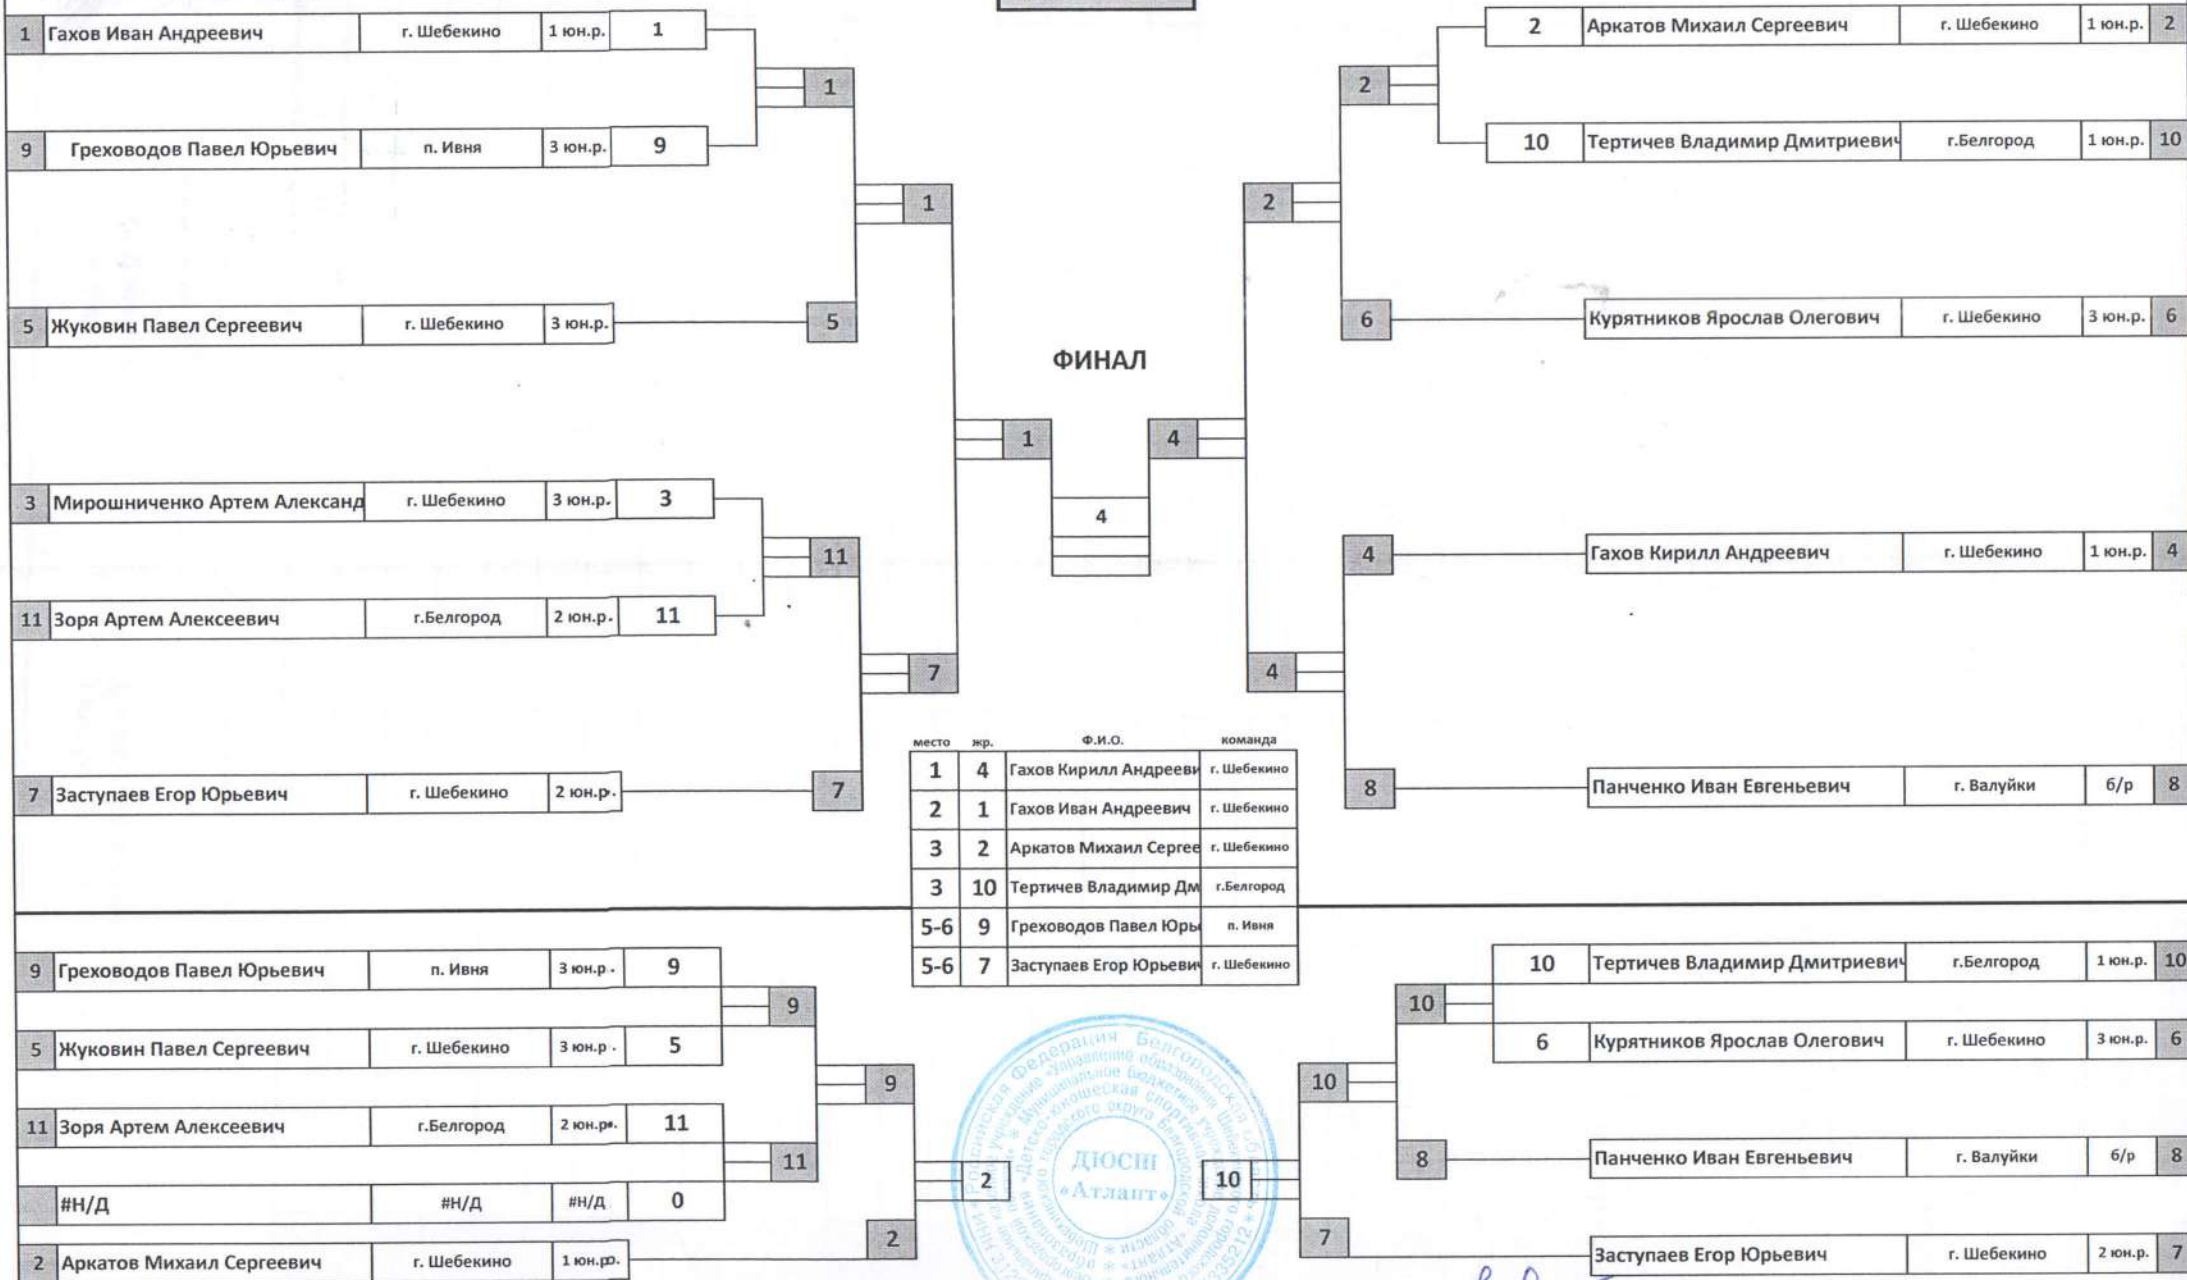 1 Гахов Иван Андреевич г. Шебекино 1 юн.р. 1
9 Греховодов Павел Юрьевич п. Ивня 3 юн.р. 9
1
5 Жуковин Павел Сергеевич г. Шебекино 3 юн.р. 5
1
3 Мирошниченко Артем Александ г. Шебекино 3 юн.р. 3
11 Зоря Артем Алексеевич г.Белгород 2 юн.р. 11
11
7 Заступаев Егор Юрьевич г. Шебекино 2 юн.р. 7
7
ФИНАЛ
1 4
4
2 Аркатов Михаил Сергеевич г. Шебекино 1 юн.р. 2
10 Тертичев Владимир Дмитриевич г.Белгород 1 юн.р. 10
2
6 Курятников Ярослав Олегович г. Шебекино 3 юн.р. 6
2
4 Гахов Кирилл Андреевич г. Шебекино 1 юн.р. 4
4
8 Панченко Иван Евгеньевич г. Валуйки б/р 8
место жр. Ф.И.О. команда
1 4 Гахов Кирилл Андрееви г. Шебекино
2 1 Гахов Иван Андреевич г. Шебекино
3 2 Аркатов Михаил Сергее г. Шебекино
3 10 Тертичев Владимир Дм г.Белгород
5-6 9 Греховодов Павел Юрь п. Ивня
5-6 7 Заступаев Егор Юрьевич г. Шебекино
9 Греховодов Павел Юрьевич п. Ивня 3 юн.р. 9
9
5 Жуковин Павел Сергеевич г. Шебекино 3 юн.р. 5
9
11 Зоря Артем Алексеевич г.Белгород 2 юн.р. 11
11
#Н/Д #Н/Д #Н/Д 0
2
2 Аркатов Михаил Сергеевич г. Шебекино 1 юн.р. 2
10 Тертичев Владимир Дмитриевич г.Белгород 1 юн.р. 10
10
6 Курятников Ярослав Олегович г. Шебекино 3 юн.р. 6
10
8 Панченко Иван Евгеньевич г. Валуйки б/р 8
10
7 Заступаев Егор Юрьевич г. Шебекино 2 юн.р. 7
Российская Федерация Белгородская область
ДЮСШ
«Атлант»